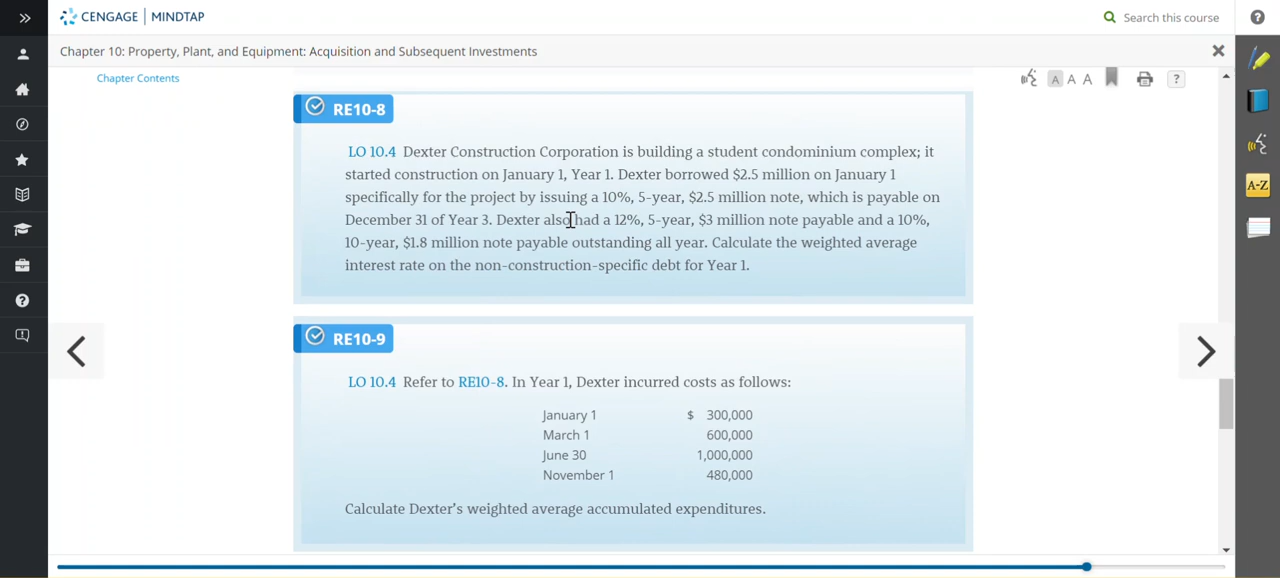 CENGAGE | MINDTAP
Search this course
Chapter 10: Property, Plant, and Equipment: Acquisition and Subsequent Investments
Chapter Contents
A A A ?
RE10-8
LO 10.4 Dexter Construction Corporation is building a student condominium complex; it
started construction on January 1, Year 1. Dexter borrowed $2.5 million on January 1
specifically for the project by issuing a 10%, 5-year, $2.5 million note, which is payable on
December 31 of Year 3. Dexter also had a 12%, 5-year, $3 million note payable and a 10%,
10-year, $1.8 million note payable outstanding all year. Calculate the weighted average
interest rate on the non-construction-specific debt for Year 1.
RE10-9
LO 10.4 Refer to RE10-8. In Year 1, Dexter incurred costs as follows:
January 1 $ 300,000
March 1 600,000
June 30 1,000,000
November 1 480,000
Calculate Dexter's weighted average accumulated expenditures.
A-Z